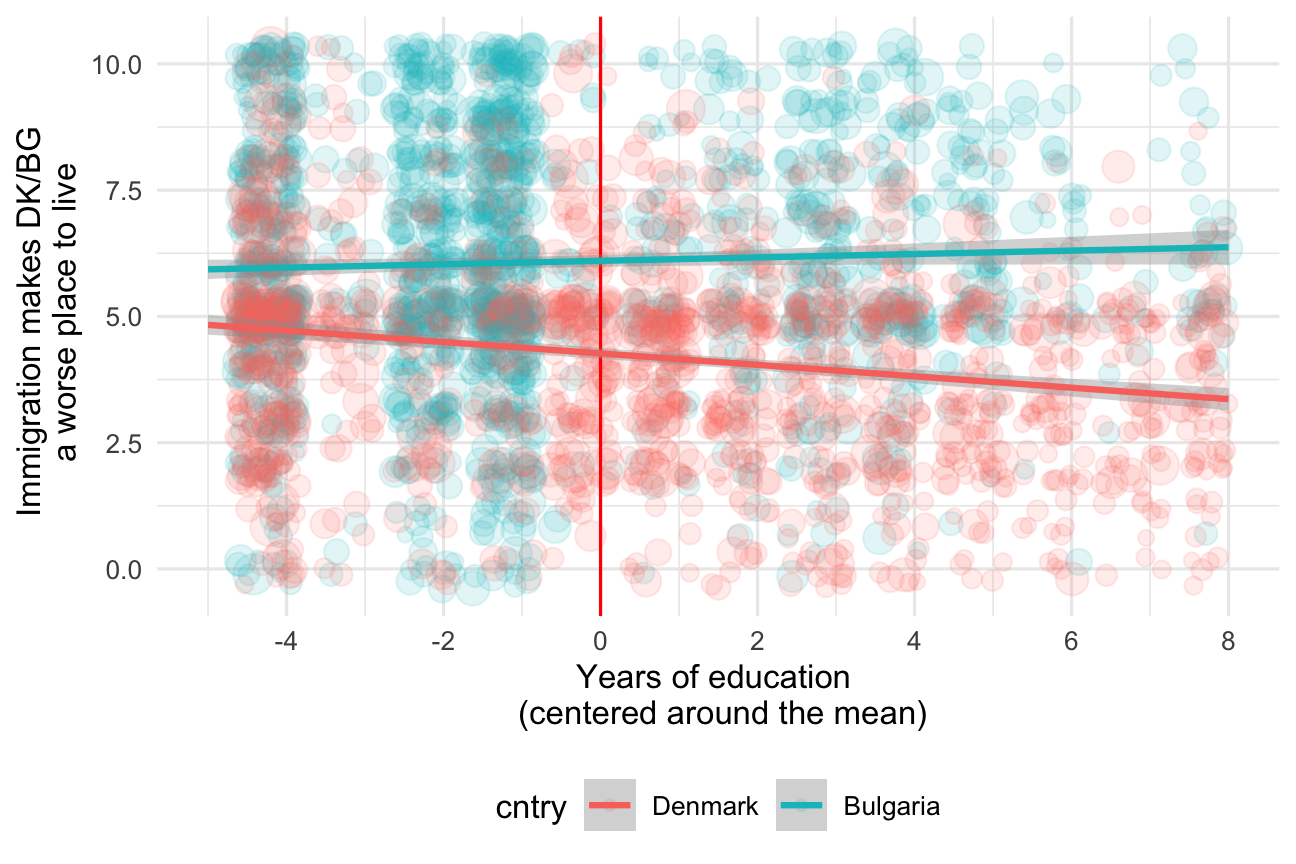 Immigration makes DK/BG
a worse place to live
10.0
7.5
5.0
2.5
0.0
-4
-2
0
2
4
6
8
Years of education
(centered around the mean)
cntry
Denmark
Bulgaria